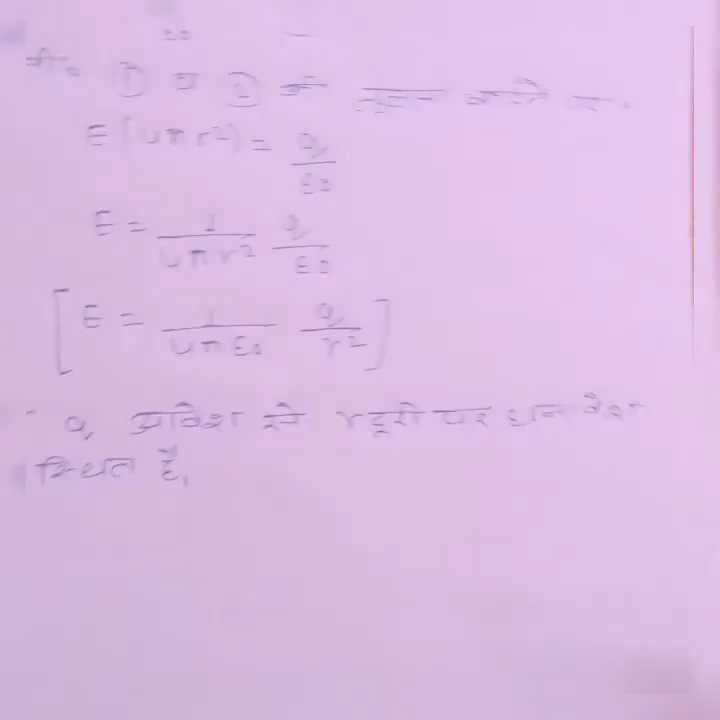 समी० ① व ② की तुलना करने पर,
E(4πr²) = q/ε₀
E = 1/4πr² q/ε₀
[E = 1/4πε₀ q/r²]
q आवेश से r दूरी पर
स्थित है,